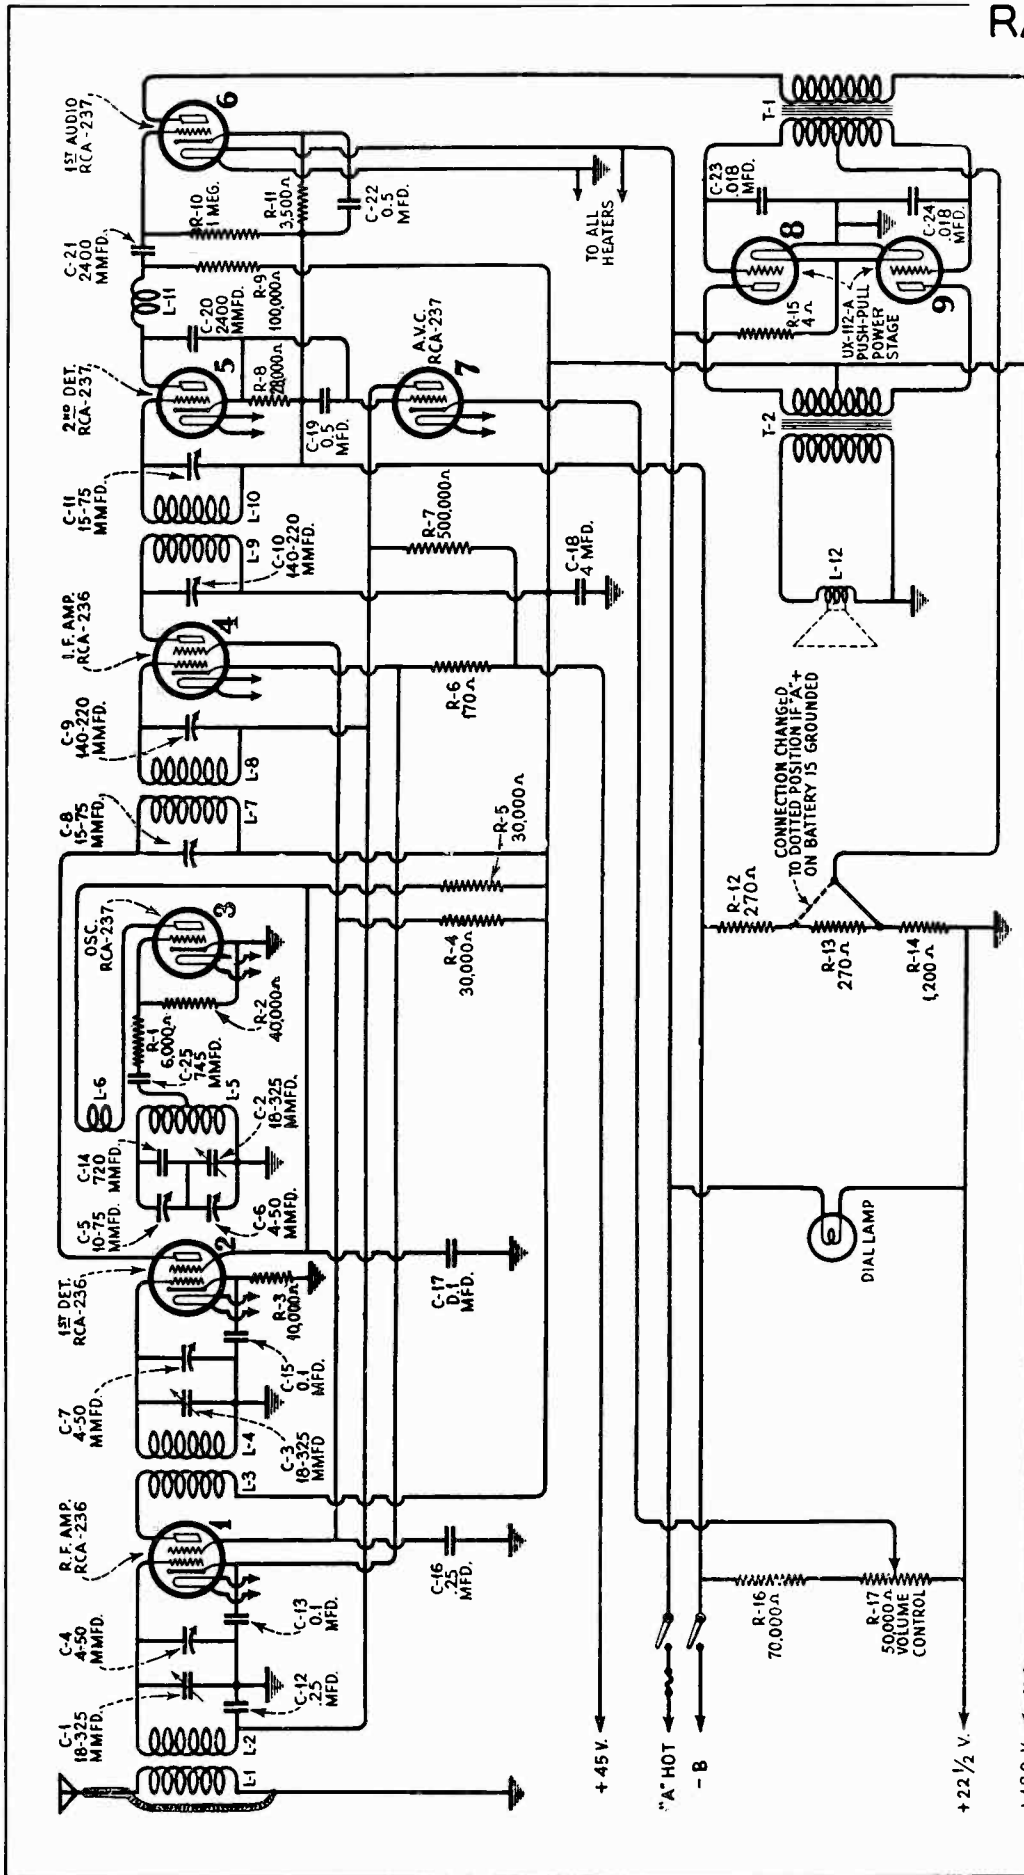 RA
1ST AUDIO
RCA-237
6
C-21
2400
MMFD.
R-10
1 MEG.
R-11
3,500Ω
C-22
0.5
MFD.
L-11
R-9
100,000Ω
C-20
2400
MMFD.
TO ALL
HEATERS
2ND DET.
RCA-237
5
R-8
28,000Ω
C-19
0.5
MFD.
A.V.C.
RCA-237
7
C-11
15-75
MMFD.
L-10
L-9
C-10
140-220
MMFD.
R-7
500,000Ω
C-18
4 MFD.
I.F. AMP.
RCA-236
4
R-6
170Ω
C-9
140-220
MMFD.
L-8
L-7
C-8
15-75
MMFD.
R-5
30,000Ω
R-4
30,000Ω
OSC.
RCA-237
3
R-2
40,000Ω
R-1
6,000Ω
C-25
745
MMFD.
L-6
L-5
C-2
18-325
MMFD.
C-14
720
MMFD.
C-5
10-75
MMFD.
C-6
4-50
MMFD.
1ST DET.
RCA-236
2
R-3
10,000Ω
C-17
0.1
MFD.
C-15
0.1
MFD.
C-7
4-50
MMFD.
L-4
C-3
18-325
MMFD
L-3
R.F. AMP.
RCA-236
1
C-16
.25
MFD.
C-13
0.1
MFD.
C-4
4-50
MMFD.
C-12
.25
MFD.
C-1
18-325
MMFD.
L-2
L-1
T-1
C-23
.018
MFD.
C-24
.018
MFD.
8
9
R-15
4Ω
UX-112-A
PUSH-PULL
POWER
STAGE
T-2
L-12
CONNECTION CHANGED
TO DOTTED POSITION IF "A"+
ON BATTERY IS GROUNDED
R-12
270Ω
R-13
270Ω
R-14
1,200Ω
DIAL LAMP
R-16
70,000Ω
R-17
50,000Ω
VOLUME
CONTROL
+45 V.
"A" HOT
- B
+22 1/2 V.